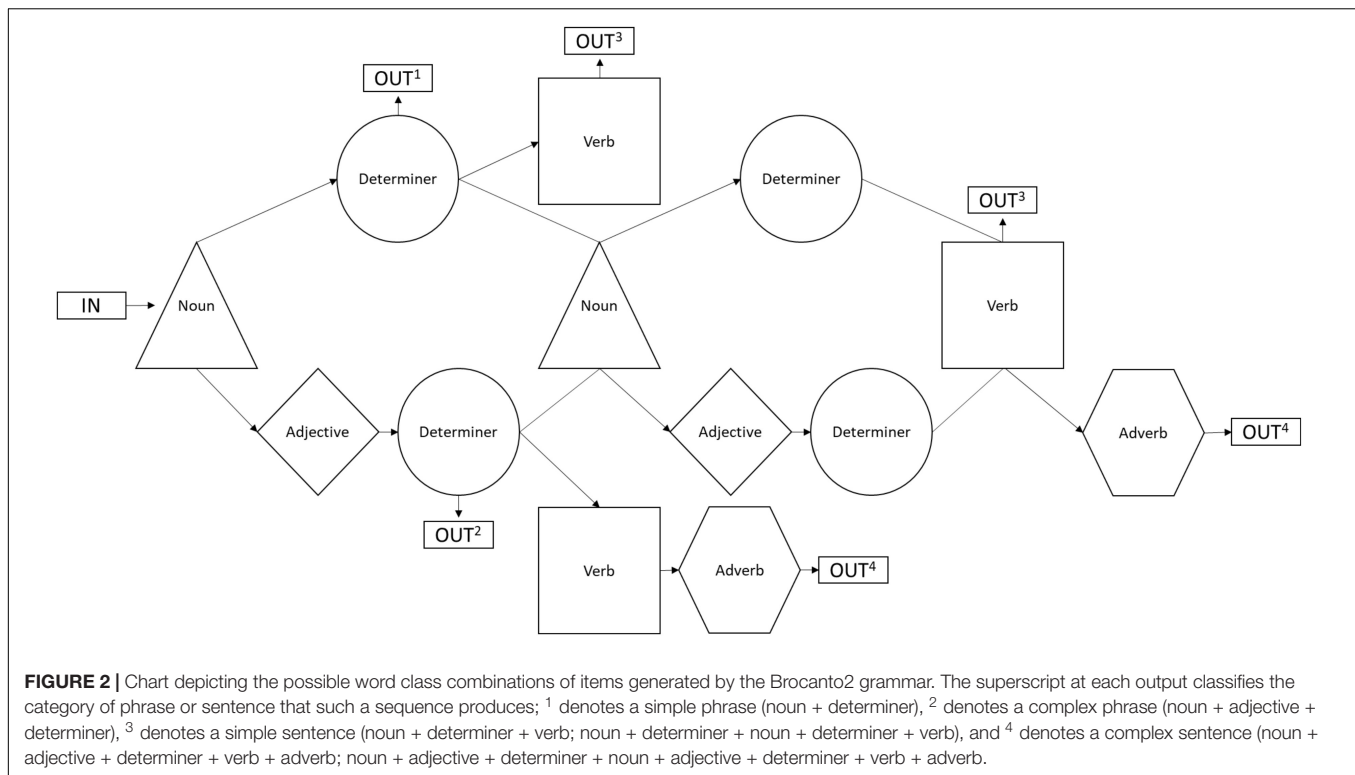 OUT³
OUT¹
Verb
Determiner
Determiner
OUT³
IN
Noun
Noun
Verb
Adjective
Determiner
Adjective
Determiner
Adverb
OUT⁴
OUT²
Verb
Adverb
OUT⁴
FIGURE 2 | Chart depicting the possible word class combinations of items generated by the Brocanto2 grammar. The superscript at each output classifies the
category of phrase or sentence that such a sequence produces; ¹ denotes a simple phrase (noun + determiner), ² denotes a complex phrase (noun + adjective +
determiner), ³ denotes a simple sentence (noun + determiner + verb; noun + determiner + noun + determiner + verb), and ⁴ denotes a complex sentence (noun +
adjective + determiner + verb + adverb; noun + adjective + determiner + noun + adjective + determiner + verb + adverb.